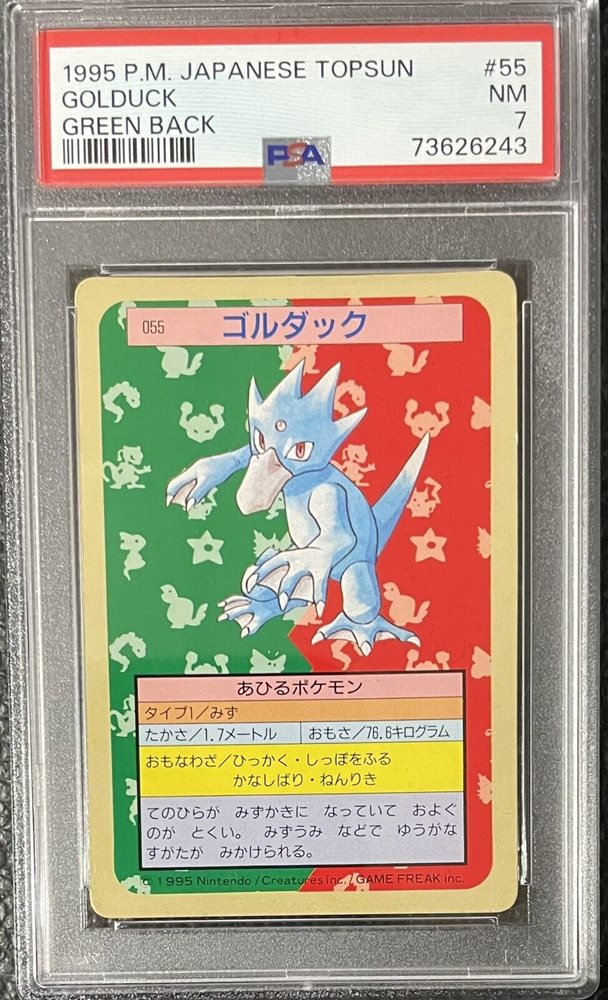 1995 P.M. JAPANESE TOPSUN #55
GOLDUCK NM
GREEN BACK 7
PSA 73626243
055 ゴルダック
あひるポケモン
タイプ1/みず
たかさ/1.7メートル おもさ/76.6キログラム
おもなわざ/ひっかく・しっぽをふる
かなしばり・ねんりき
てのひらが みずかきに なっていて およぐ
のが とくい。 みずうみ などで ゆうがな
すがたが みかけられる。
© 1995 Nintendo / Creatures inc. / GAME FREAK inc.